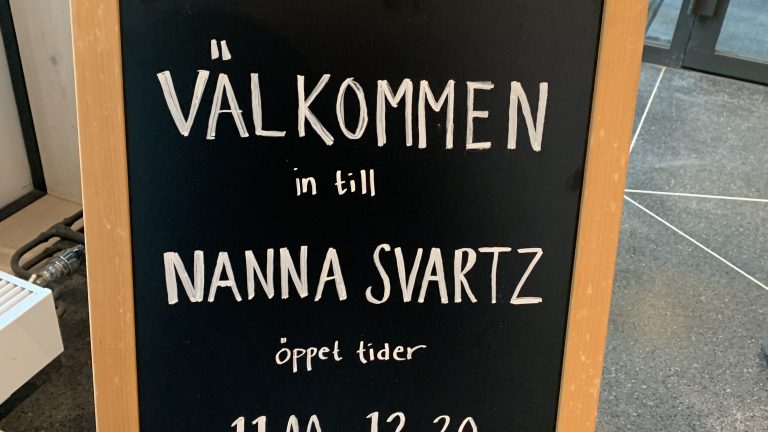 VÄLKOMMEN
in till
NANNA SVARTZ
öppet tider